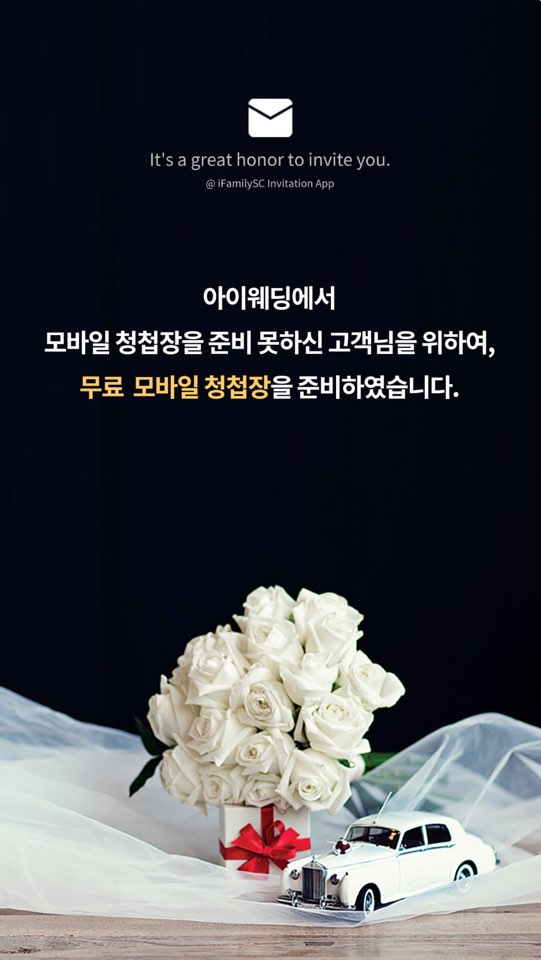 It's a great honor to invite you.
@ iFamilySC Invitation App
아이웨딩에서
모바일 청첩장을 준비 못하신 고객님을 위하여,
무료 모바일 청첩장을 준비하였습니다.